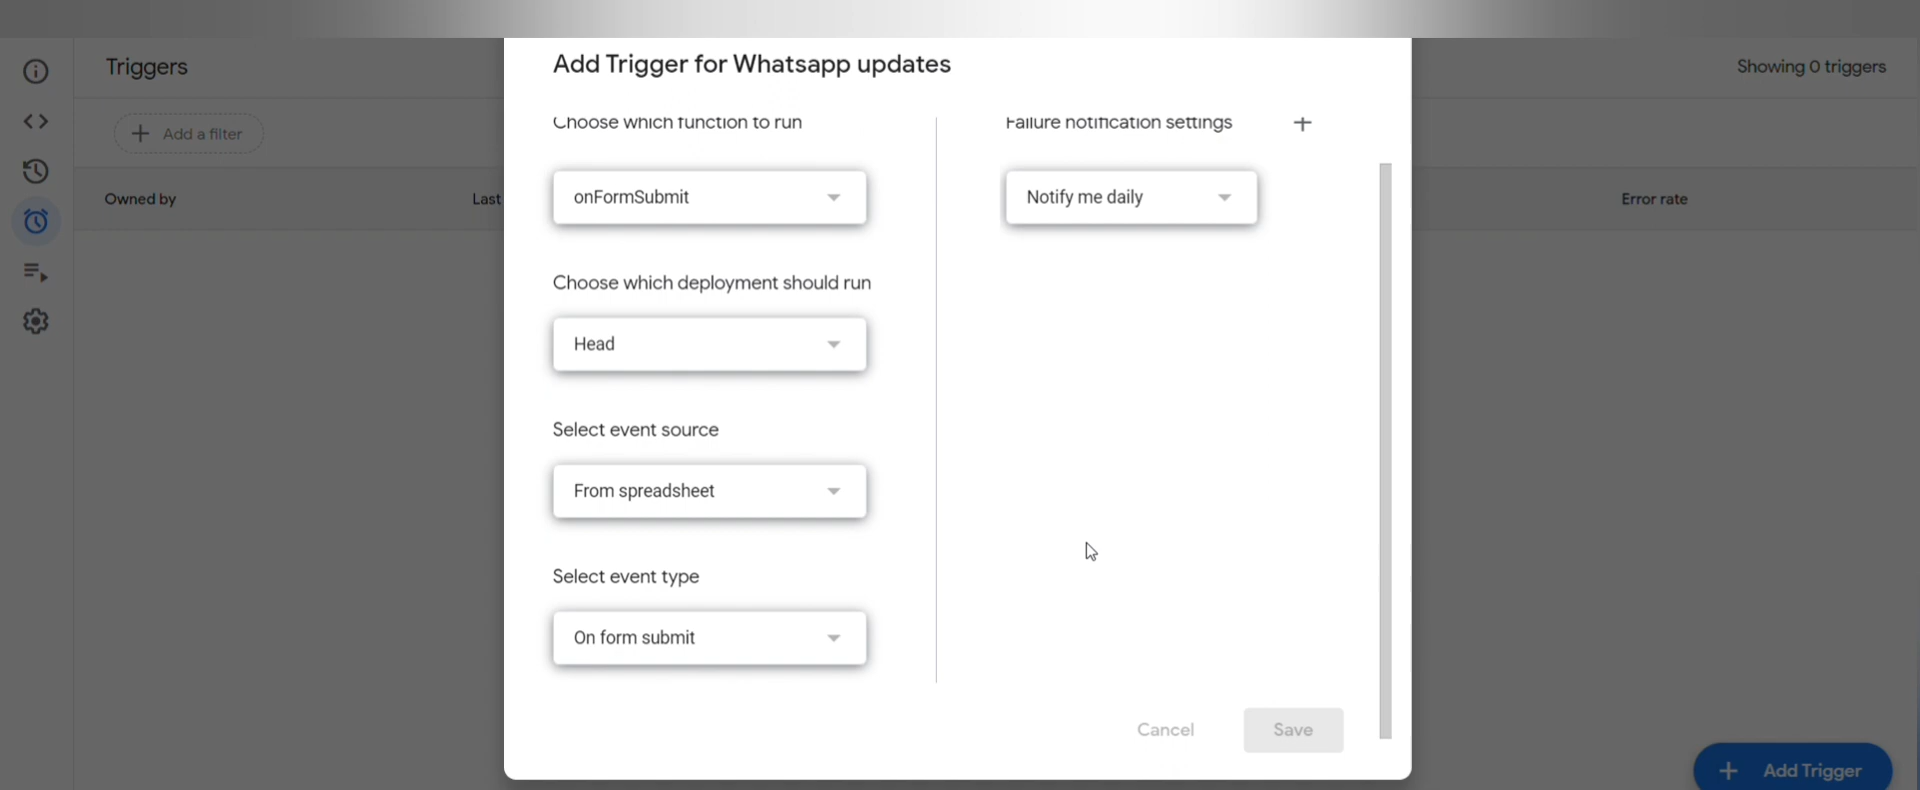 Triggers
Showing 0 triggers
Add a filter
Owned by
Last
Error rate
Add Trigger for Whatsapp updates
Choose which function to run
onFormSubmit
Choose which deployment should run
Head
Select event source
From spreadsheet
Select event type
On form submit
Failure notification settings
Notify me daily
Cancel
Save
Add Trigger